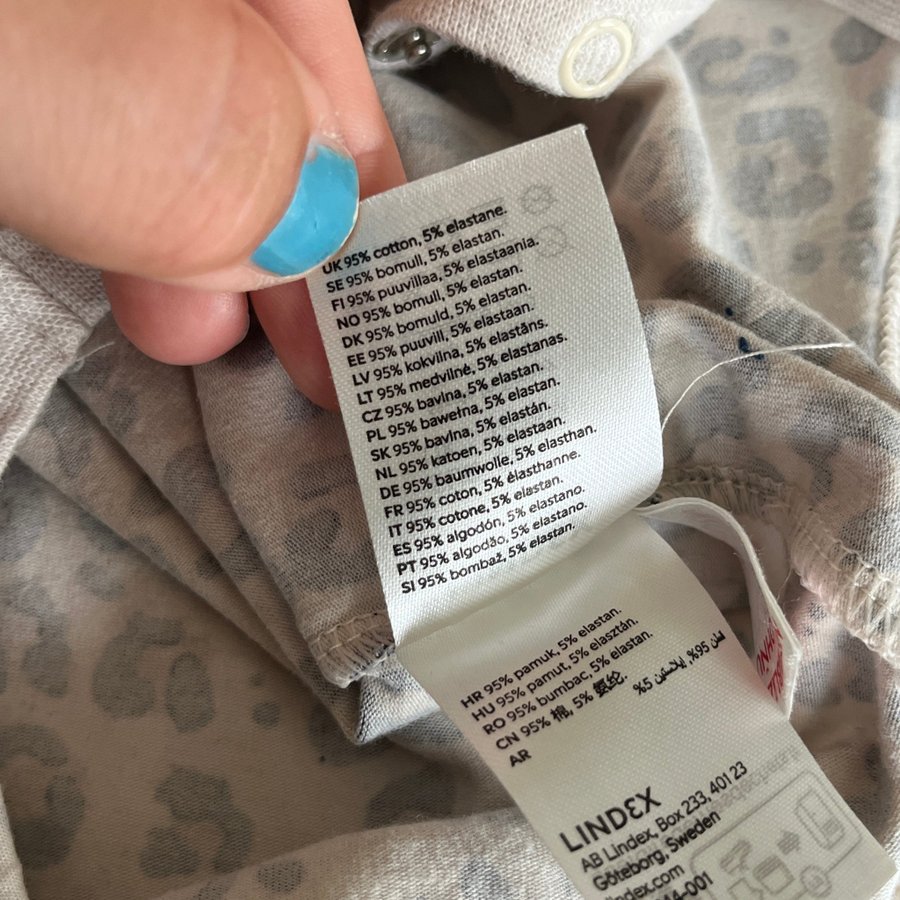 UK 95% cotton, 5% elastane.
SE 95% bomull, 5% elastan.
FI 95% puuvillaa, 5% elastaania.
NO 95% bomull, 5% elastan.
DK 95% bomuld, 5% elastan.
EE 95% puuvill, 5% elastaan.
LV 95% kokvilna, 5% elastāns.
LT 95% medvilnė, 5% elastanas.
CZ 95% bavlna, 5% elastan.
PL 95% bawełna, 5% elastan.
SK 95% bavlna, 5% elastán.
NL 95% katoen, 5% elastaan.
DE 95% baumwolle, 5% elasthan.
FR 95% coton, 5% élasthanne.
IT 95% cotone, 5% elastan.
ES 95% algodón, 5% elastano.
PT 95% algodão, 5% elastano.
SI 95% bombaž, 5% elastan.
HR 95% pamuk, 5% elastan.
HU 95% pamut, 5% elasztán.
RO 95% bumbac, 5% elastan.
CN 95% 棉, 5% 氨纶.
AR
قطن 95%, إيلاستين 5%
LINDEX
AB Lindex, Box 233, 401 23
Göteborg, Sweden
lindex.com